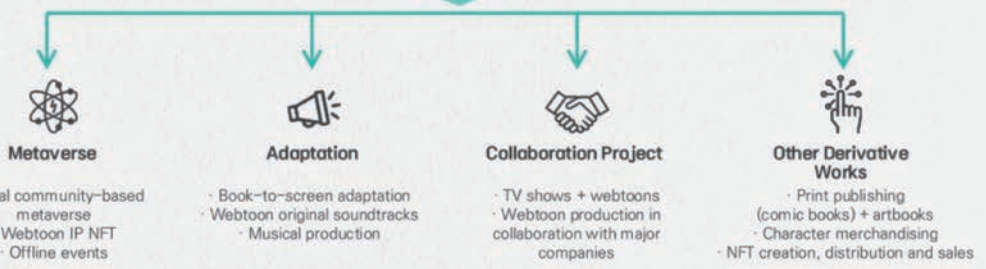 Metaverse
al community-based
metaverse
Webtoon IP NFT
· Offline events
Adaptation
· Book-to-screen adaptation
· Webtoon original soundtracks
· Musical production
Collaboration Project
· TV shows + webtoons
· Webtoon production in
collaboration with major
companies
Other Derivative
Works
· Print publishing
(comic books) + artbooks
· Character merchandising
· NFT creation, distribution and sales